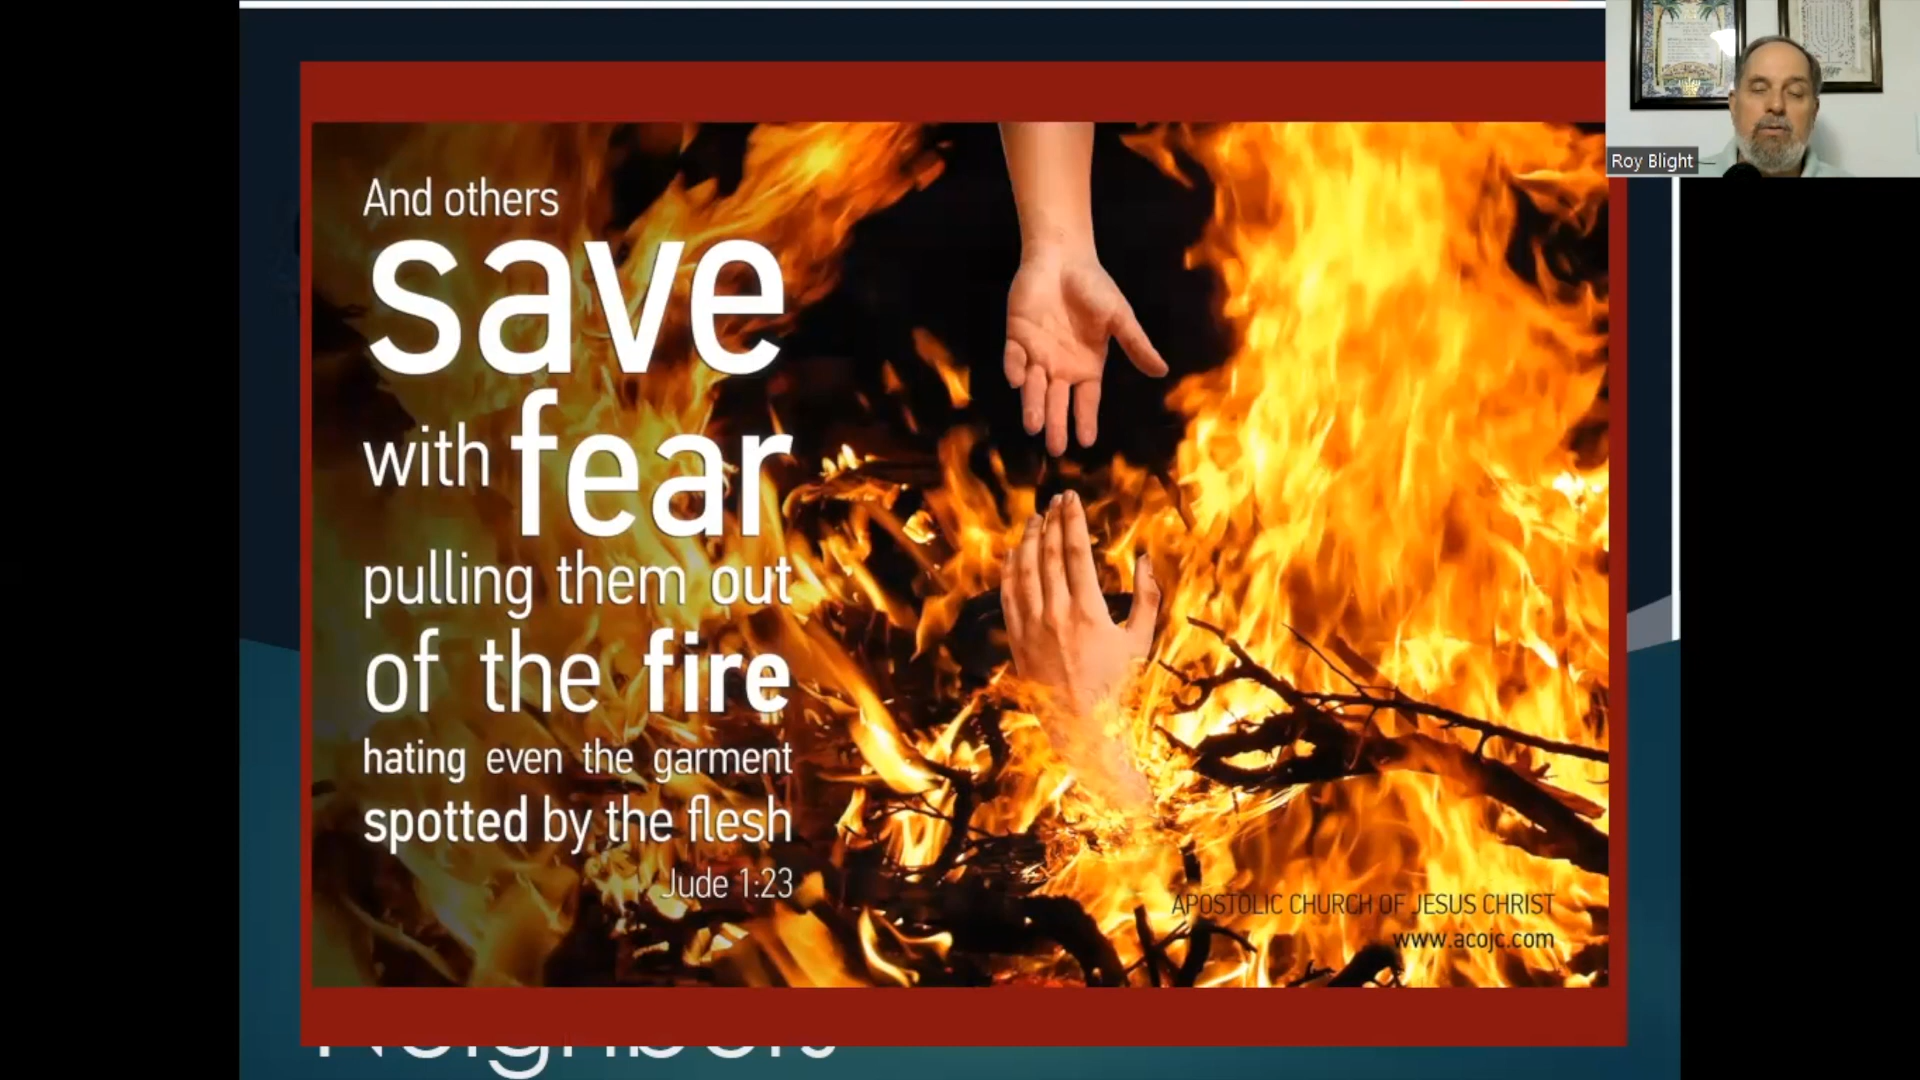 And others
save
with fear
pulling them out
of the fire
hating even the garment
spotted by the flesh
Jude 1:23
APOSTOLIC CHURCH OF JESUS CHRIST
www.acojc.com
Roy Blight